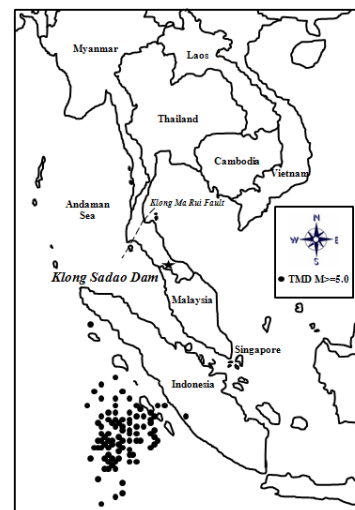 Myanmar
Laos
Thailand
Cambodia
Vietnam
Andaman
Sea
Klong Ma Rui Fault
N
W E
S
Klong Sadao Dam
TMD M>=5.0
Malaysia
Singapore
Indonesia